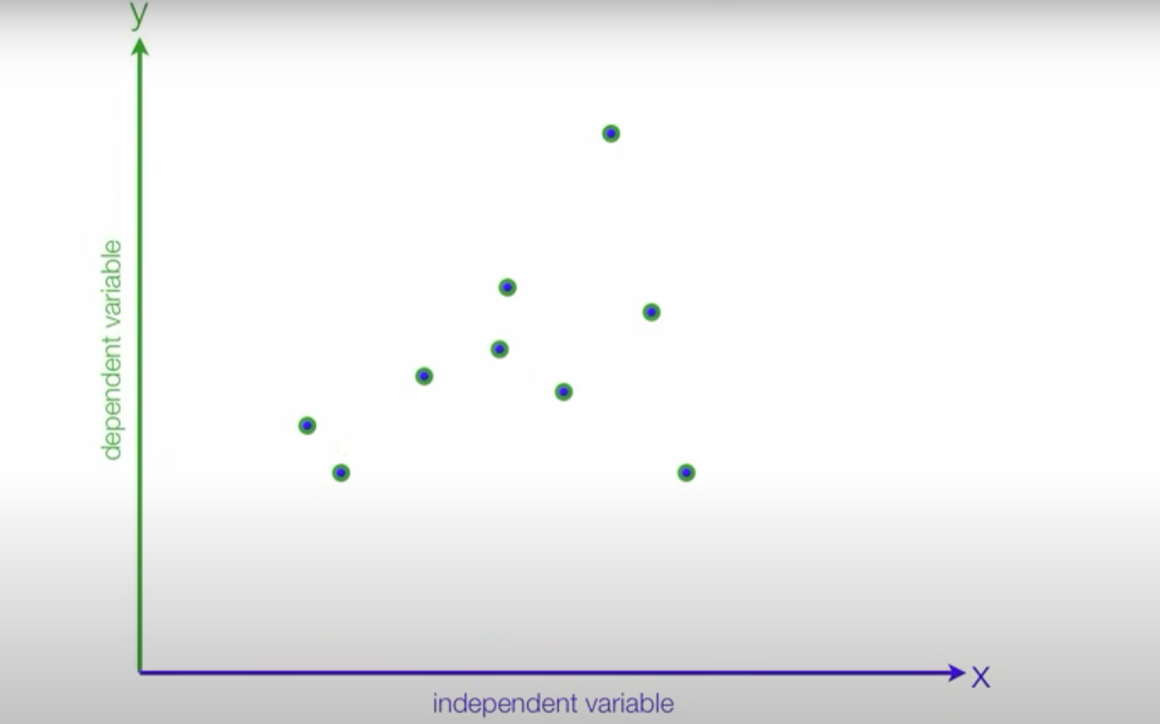 y
dependent variable
x
independent variable